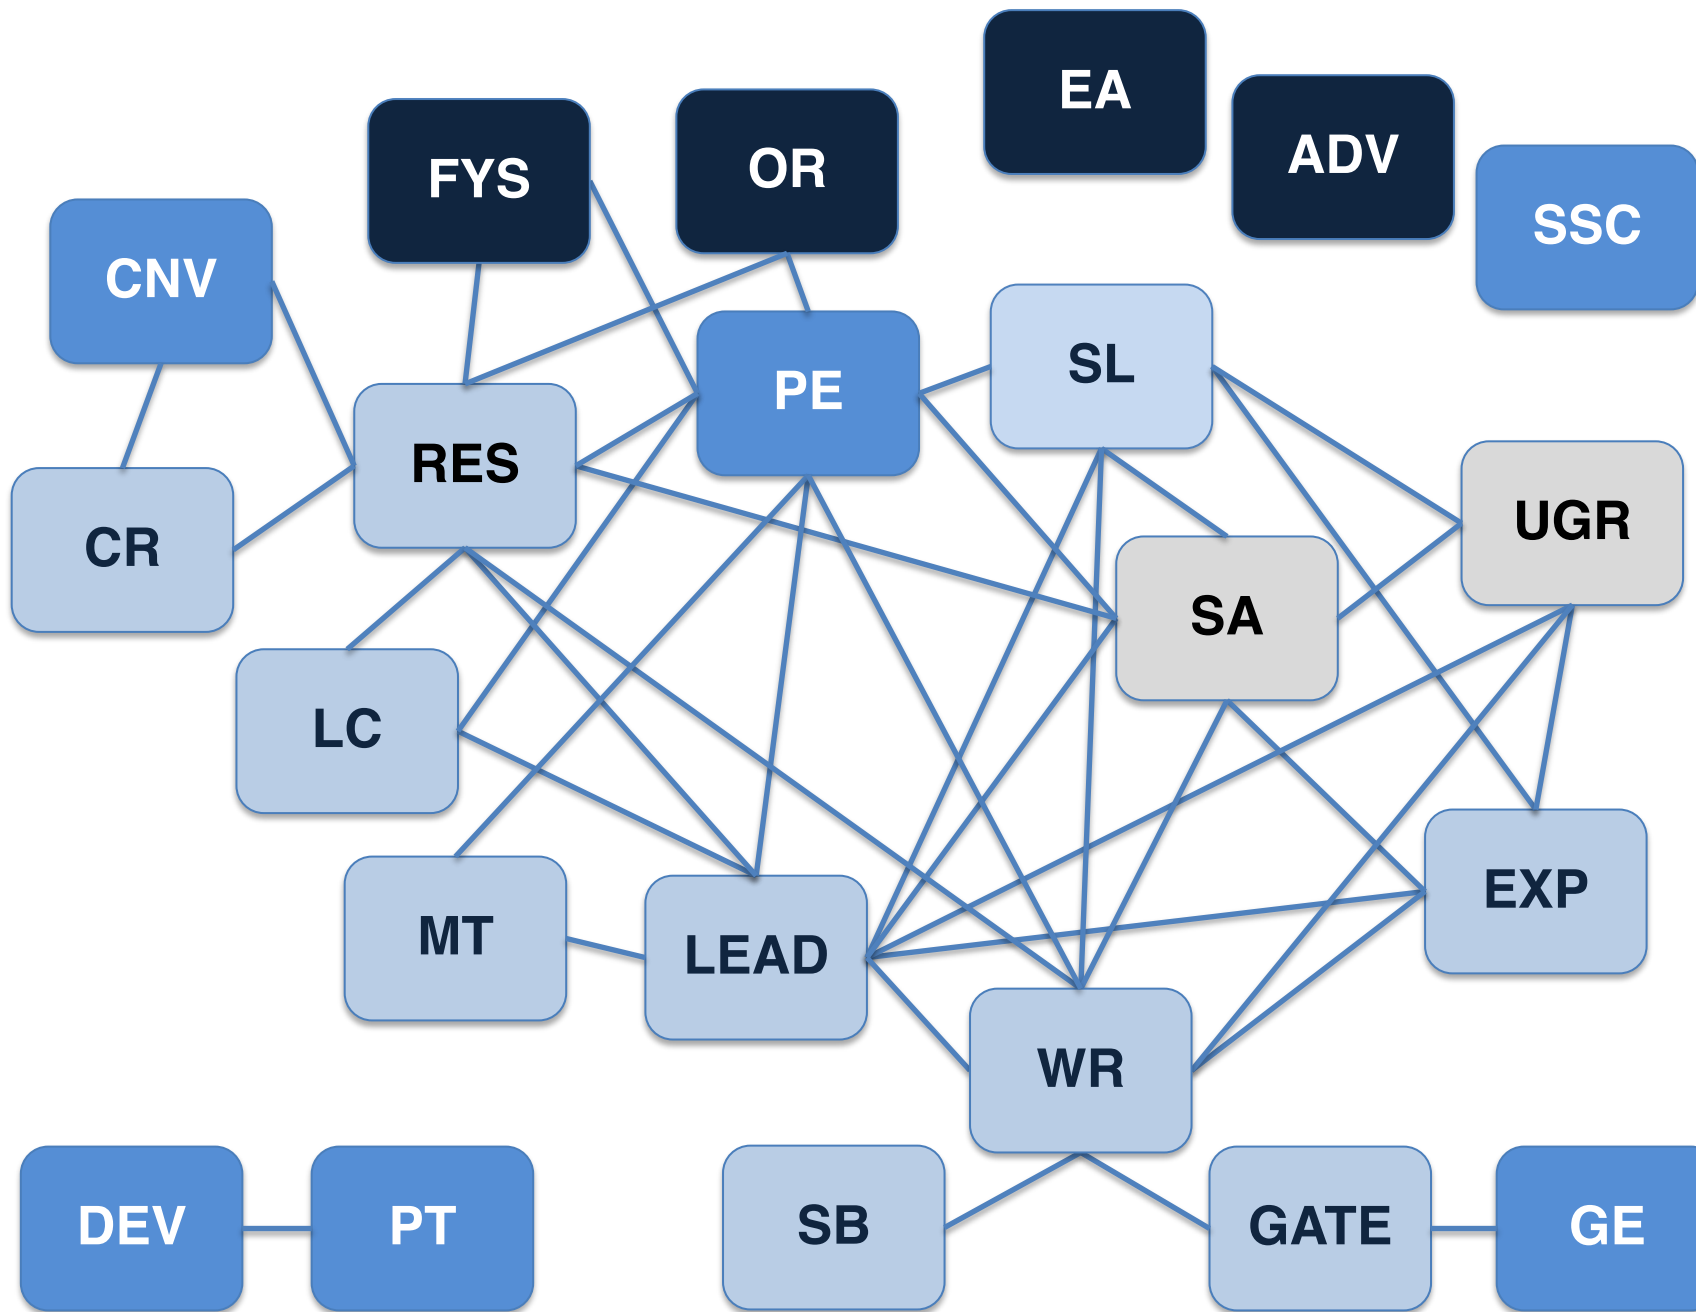 EA
ADV
OR
FYS
SSC
CNV
SL
PE
RES
UGR
CR
SA
LC
EXP
MT
LEAD
WR
DEV
PT
SB
GATE
GE